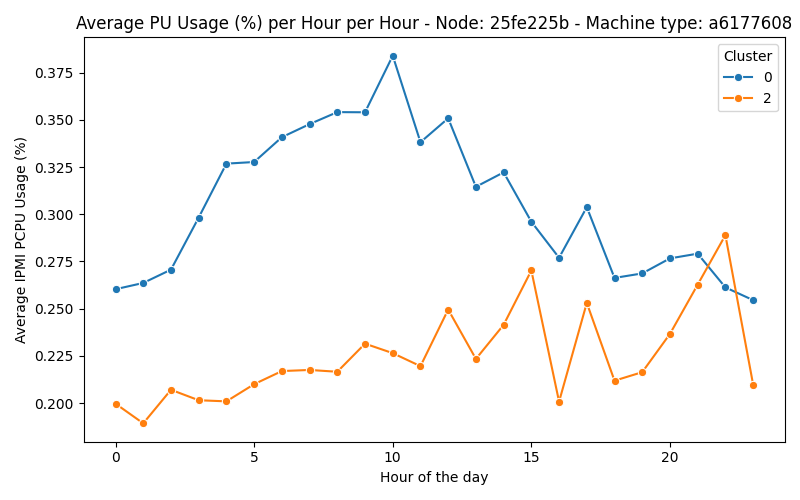 Average PU Usage (%) per Hour per Hour - Node: 25fe225b - Machine type: a6177608
Cluster
0
2
Average IPMI PCPU Usage (%)
0.375
0.350
0.325
0.300
0.275
0.250
0.225
0.200
0 5 10 15 20
Hour of the day